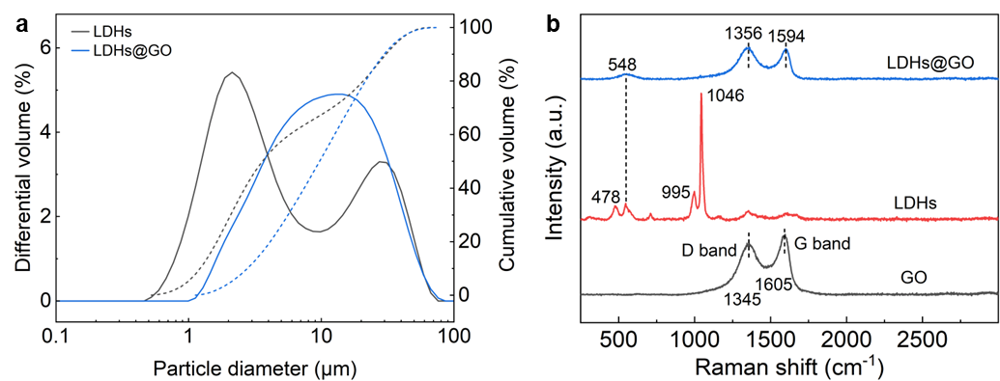 a
LDHs
LDHs@GO
6
4
2
0
Differential volume (%)
100
80
60
40
20
0
Cumulative volume (%)
0.1
1
10
100
Particle diameter (μm)
b
1356
1594
548
LDHs@GO
1046
478
995
LDHs
D band
G band
1345
1605
GO
Intensity (a.u.)
500
1000
1500
2000
2500
Raman shift (cm⁻¹)